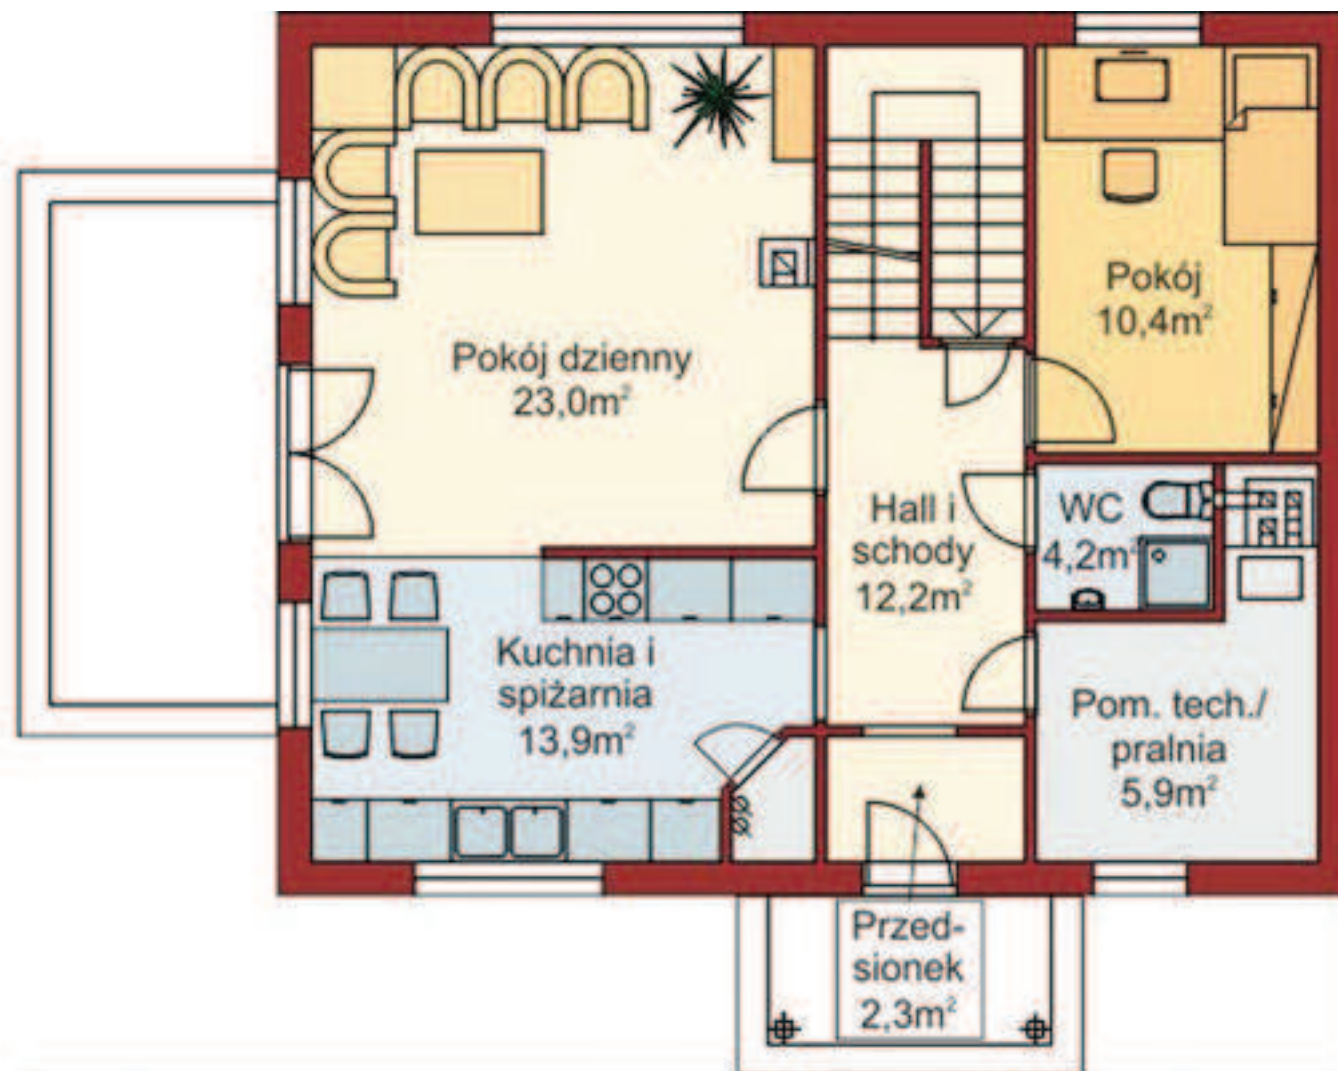 Pokój dzienny
23,0m²
Pokój
10,4m²
Hall i
schody
12,2m²
WC
4,2m²
Kuchnia i
spiżarnia
13,9m²
Pom. tech./
pralnia
5,9m²
Przed-
sionek
2,3m²